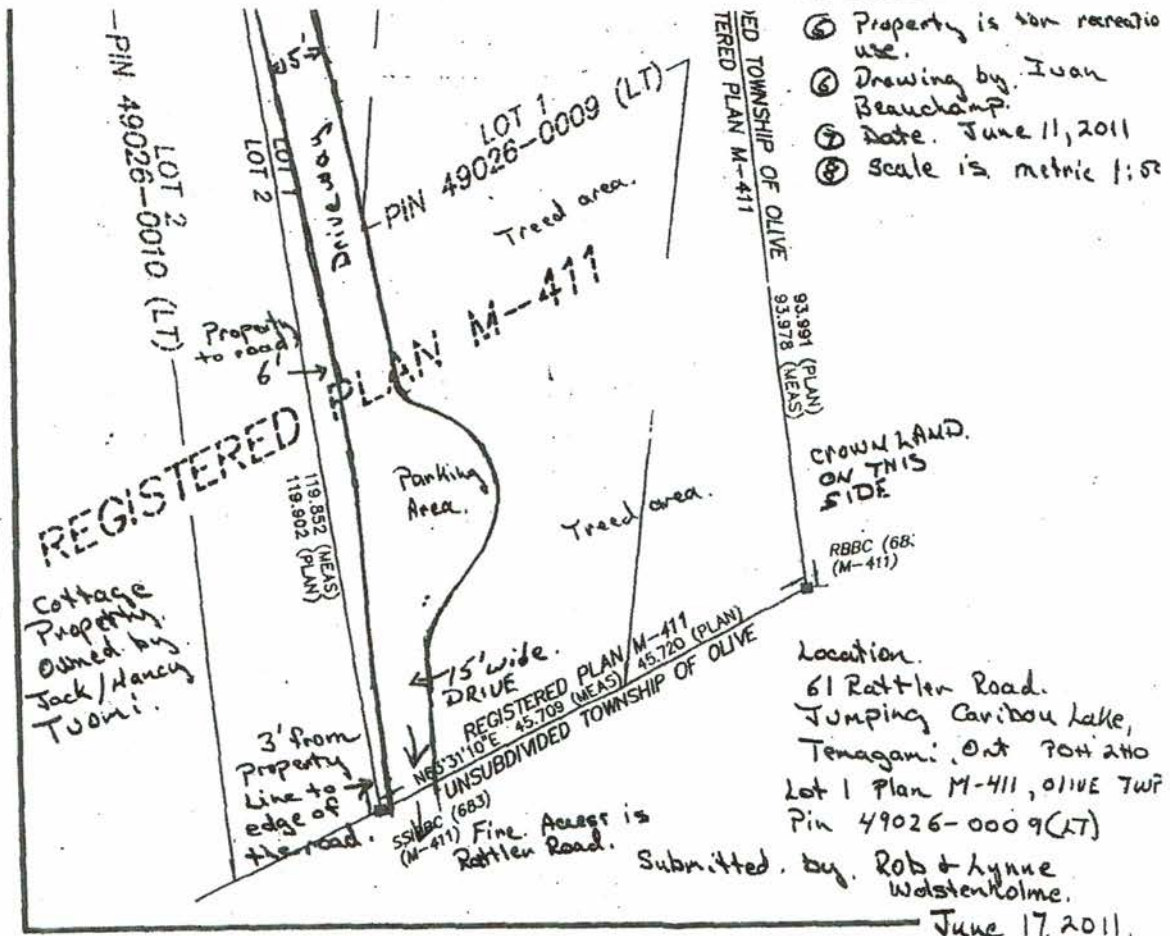 ⑤ Property is for recreatio
use.
⑥ Drawing by Ivan
Beauchamp.
⑦ Date. June 11, 2011
⑧ Scale is metric 1:50
PIN 49026-0010 (LT)
LOT 2
LOT 1
LOT 2
Driveway
LOT 1
PIN 49026-0009 (LT)
Treed area.
ED TOWNSHIP OF OLIVE
TERED PLAN M-411
93.991 (PLAN)
93.978 (MEAS)
Property
to road
6'
REGISTERED PLAN M-411
119.852 (MEAS)
119.902 (PLAN)
Parking
Area.
Treed area.
CROWN LAND.
ON THIS
SIDE
RBBC (68
(M-411)
Cottage
Property.
Owned by
Jack/Nancy
Tuomi.
15' wide.
DRIVE
REGISTERED PLAN M-411
N63°31'10"E 45.709 (MEAS) 45.720 (PLAN)
UNSUBDIVIDED TOWNSHIP OF OLIVE
3' from
Property
Line to
edge of
the road.
SSIBBC (683)
(M-411)
Fire Access is
Rattler Road.
Location.
61 Rattler Road.
Jumping Caribou Lake,
Temagami, Ont P0H 2H0
Lot 1 Plan M-411, OLIVE TWP
Pin 49026-0009(LT)
Submitted by. Rob & Lynne
Wolstenholme.
June 17 2011.